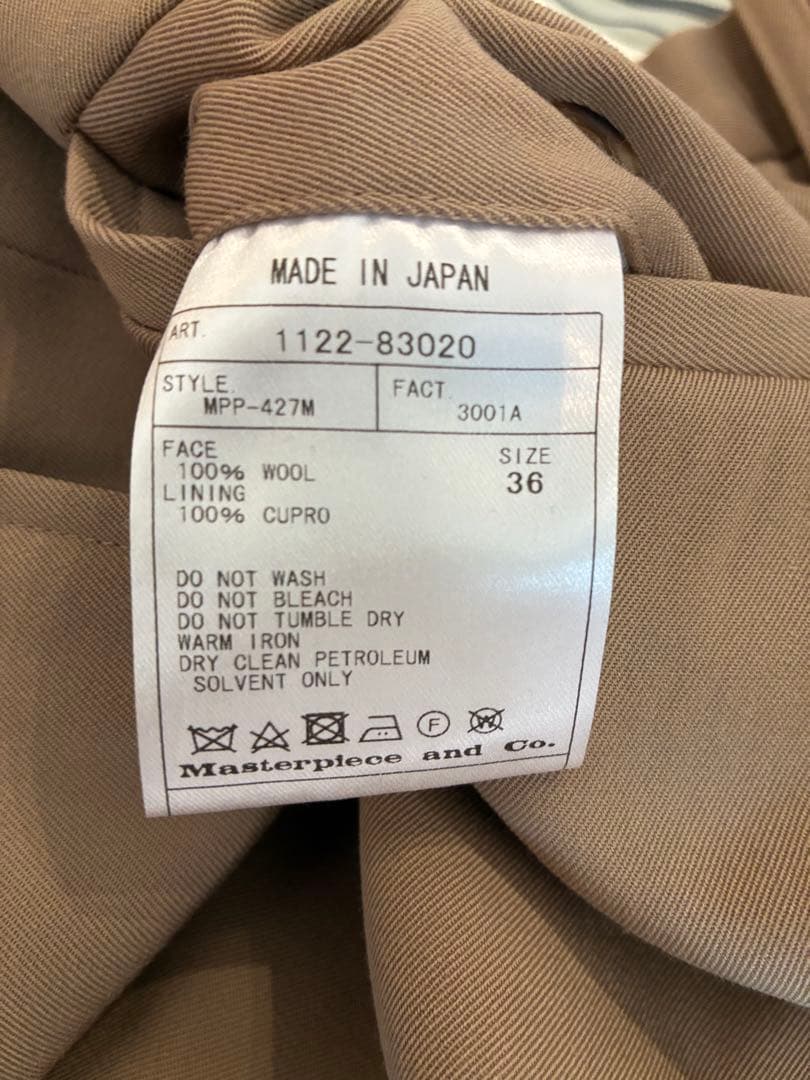 MADE IN JAPAN
ART. 1122-83020
STYLE. FACT.
MPP-427M 3001A
FACE SIZE
100% WOOL 36
LINING
100% CUPRO
DO NOT WASH
DO NOT BLEACH
DO NOT TUMBLE DRY
WARM IRON
DRY CLEAN PETROLEUM
SOLVENT ONLY
F W
Masterpiece and Co.